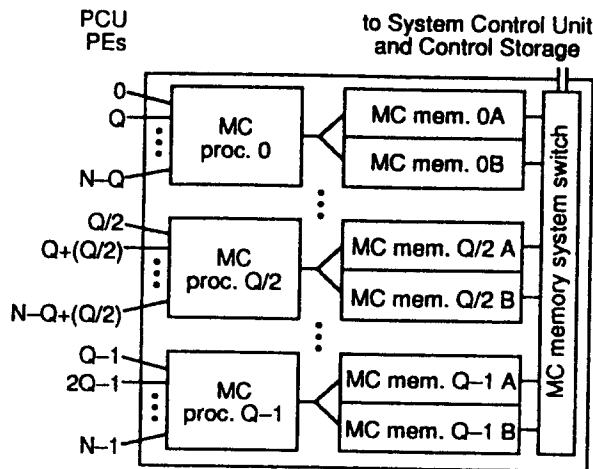 PCU
PEs
to System Control Unit
and Control Storage
0
Q
N–Q
MC
proc. 0
MC mem. 0A
MC mem. 0B
Q/2
Q+(Q/2)
N–Q+(Q/2)
MC
proc. Q/2
MC mem. Q/2 A
MC mem. Q/2 B
Q–1
2Q–1
N–1
MC
proc. Q–1
MC mem. Q–1 A
MC mem. Q–1 B
MC memory system switch